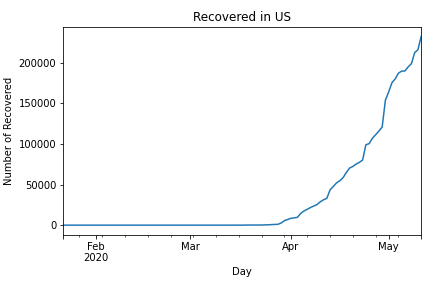 Recovered in US
Number of Recovered
200000
150000
100000
50000
0
Feb
2020
Mar
Apr
May
Day